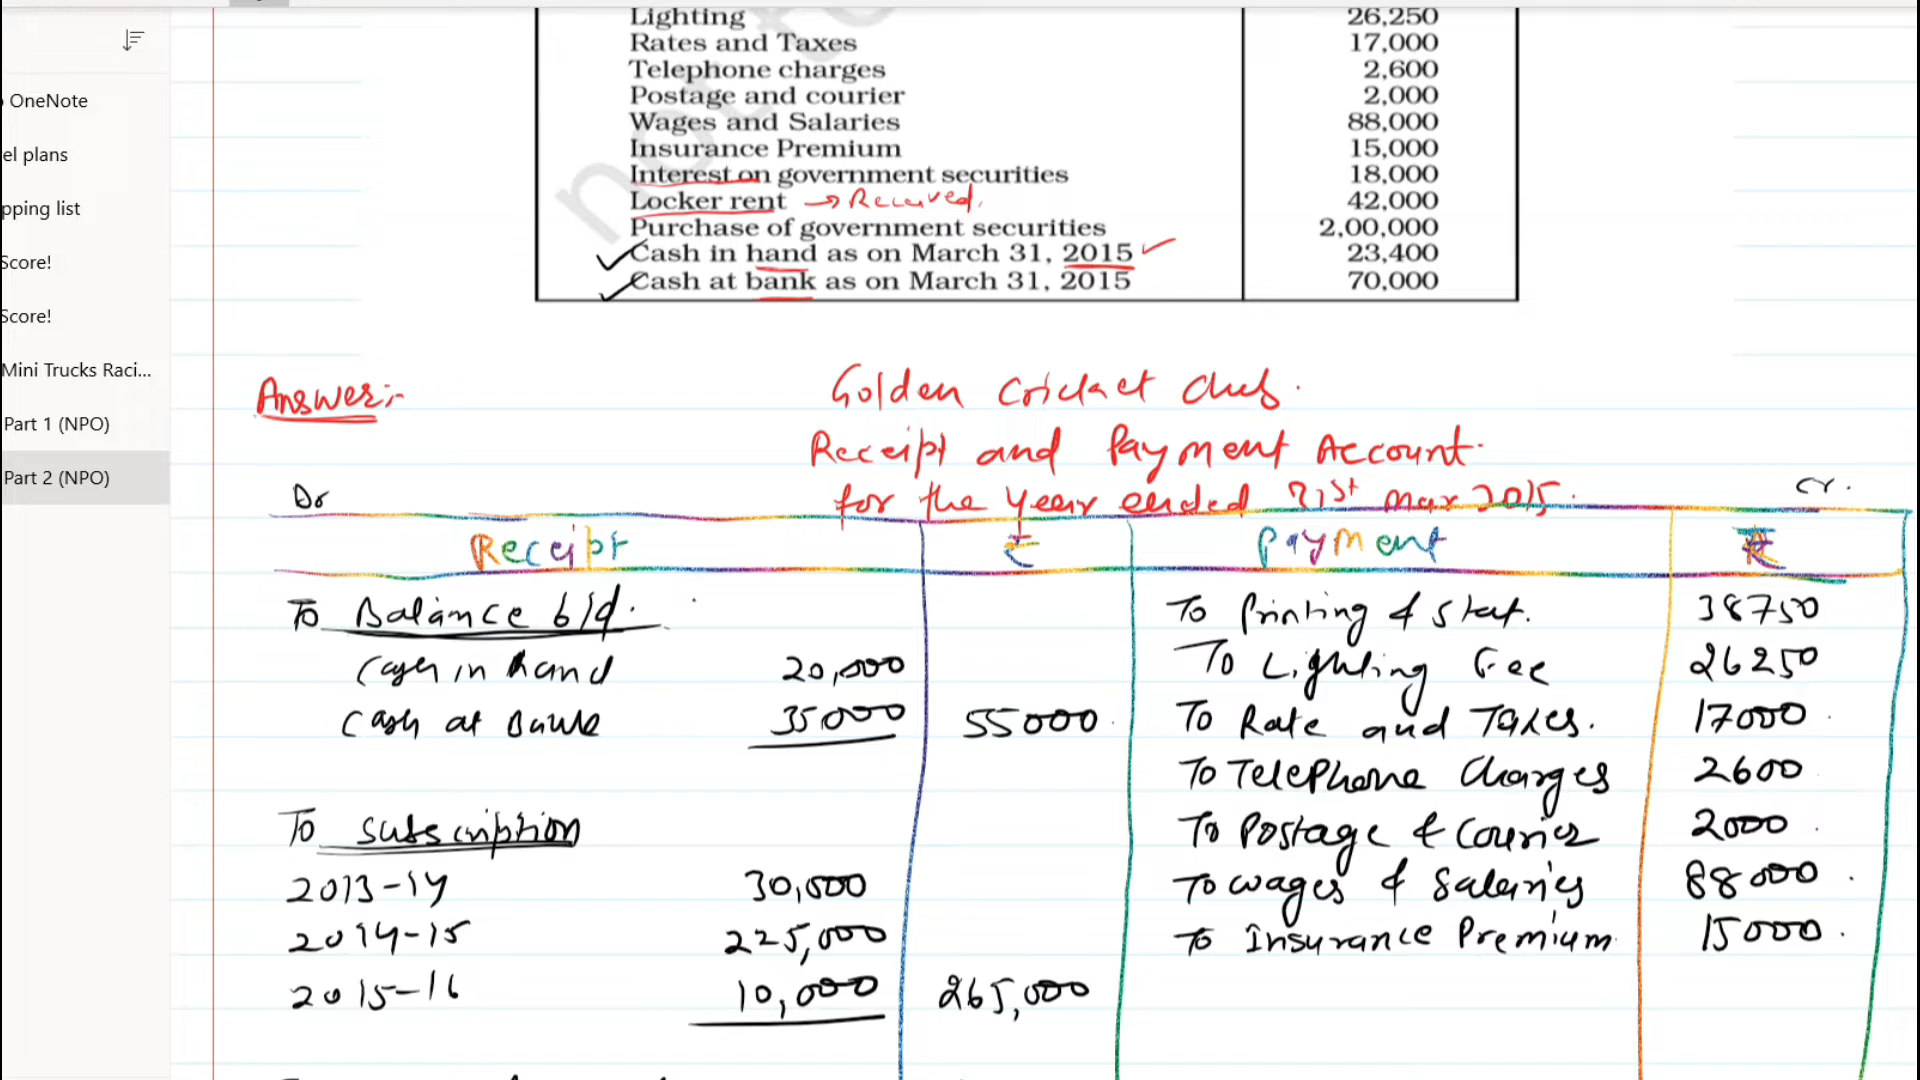 OneNote
el plans
pping list
Score!
Score!
Mini Trucks Raci...
Part 1 (NPO)
Part 2 (NPO)
Lighting 26,250
Rates and Taxes 17,000
Telephone charges 2,600
Postage and courier 2,000
Wages and Salaries 88,000
Insurance Premium 15,000
Interest on government securities 18,000
Locker rent → Received. 42,000
Purchase of government securities 2,00,000
Cash in hand as on March 31, 2015 23,400
Cash at bank as on March 31, 2015 70,000
Answer:-
Golden Cricket Club.
Receipt and Payment Account.
for the year ended 31st Mar 2015.
Dr Cr.
Receipt ₹ Payment ₹
To Balance b/d. To Printing & Stat. 38750
Cash in hand 20,000 To Lighting Fee 26250
Cash at Bank 35000 55000 To Rate and Taxes. 17000
To Telephone Charges 2600
To Subscription To Postage & Courier 2000
2013-14 30,000 To wages & Salaries 88000
2014-15 225,000 To Insurance Premium 15000
2015-16 10,000 265,000